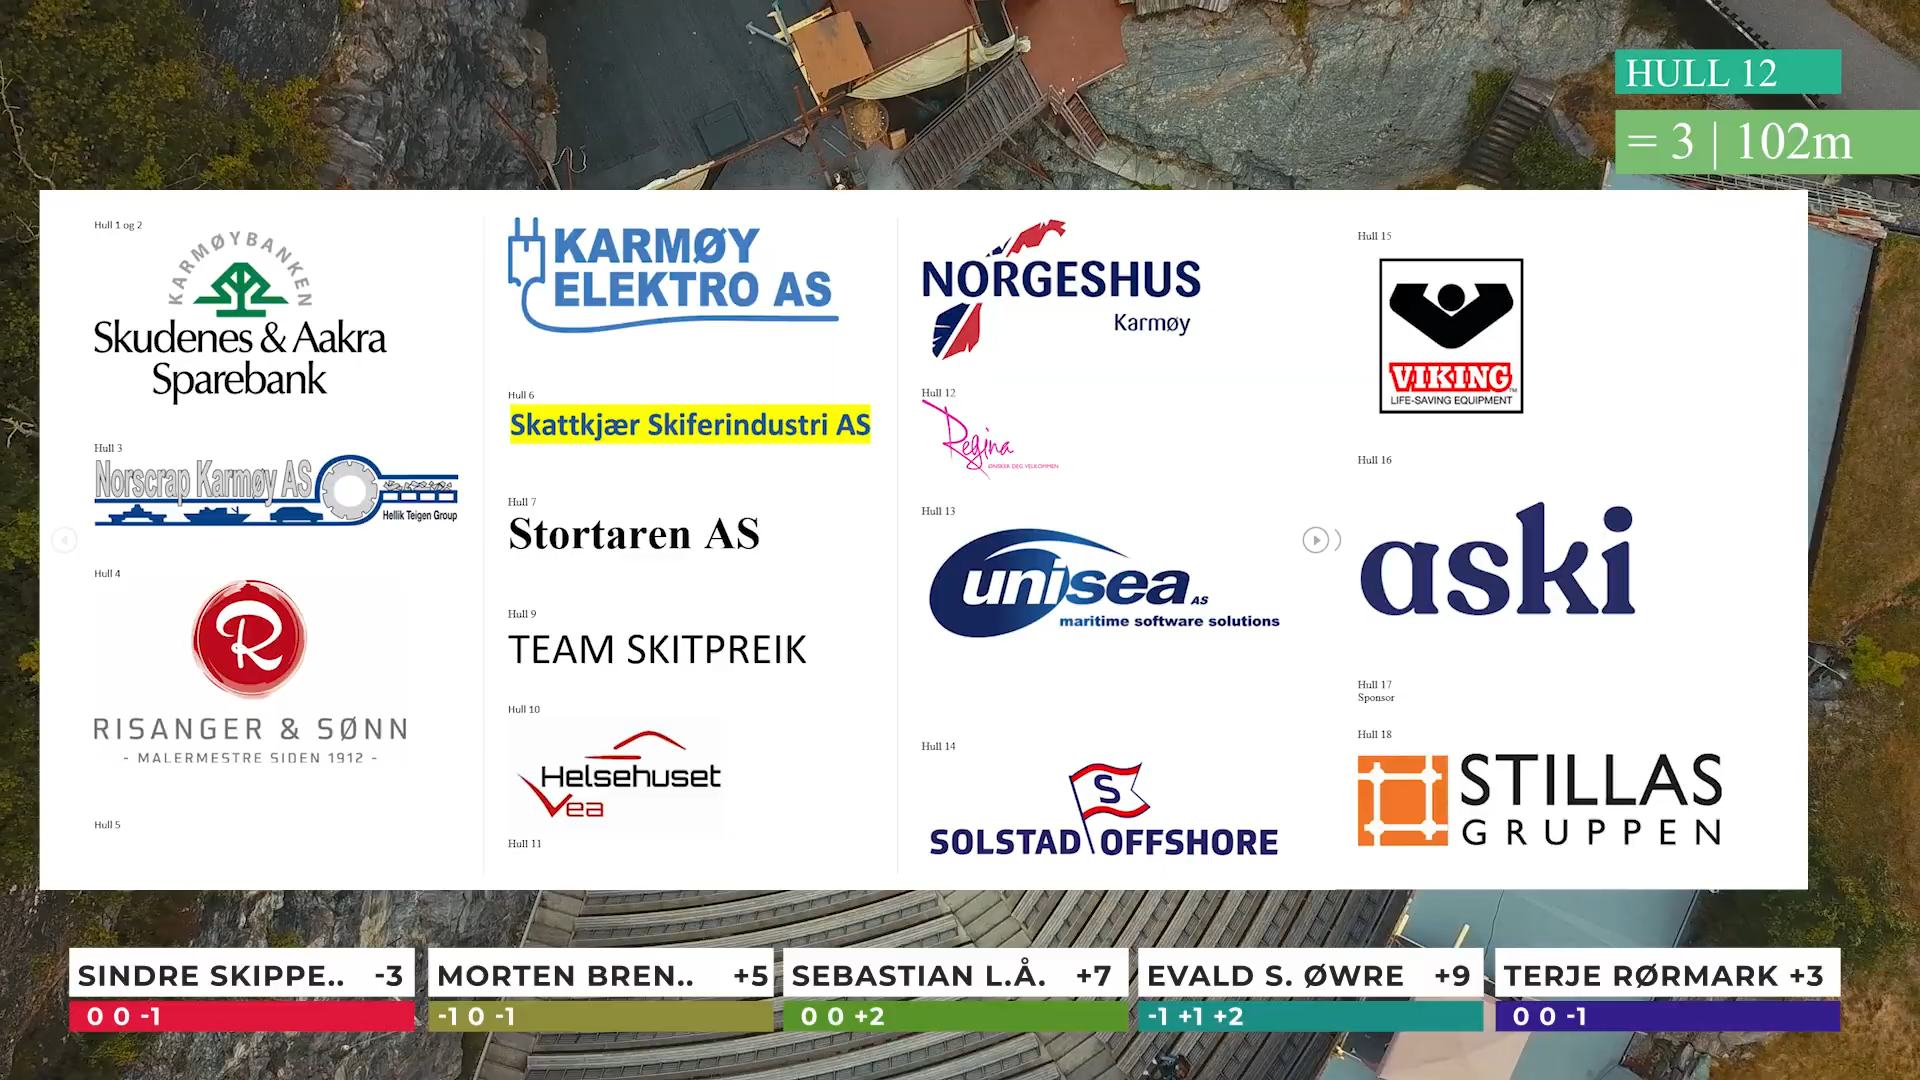 HULL 12
= 3 | 102m
Hull 1 og 2
KARMØYBANKEN
Skudenes & Aakra
Sparebank
Hull 3
Norscrap Karmøy AS
Hellik Teigen Group
Hull 4
R
RISANGER & SØNN
- MALERMESTRE SIDEN 1912 -
Hull 5
KARMØY
ELEKTRO AS
Hull 6
Skattkjær Skiferindustri AS
Hull 7
Stortaren AS
Hull 9
TEAM SKITPREIK
Hull 10
Helsehuset
Vea
Hull 11
NORGESHUS
Karmøy
Hull 12
Regina
ØNSKER DEG VELKOMMEN
Hull 13
unisea AS
maritime software solutions
Hull 14
S
SOLSTAD OFFSHORE
Hull 15
VIKING™
LIFE-SAVING EQUIPMENT
Hull 16
aski
Hull 17
Sponsor
Hull 18
STILLAS
GRUPPEN
SINDRE SKIPPE.. -3
0 0 -1
MORTEN BREN.. +5
-1 0 -1
SEBASTIAN L.Å. +7
0 0 +2
EVALD S. ØWRE +9
-1 +1 +2
TERJE RØRMARK +3
0 0 -1